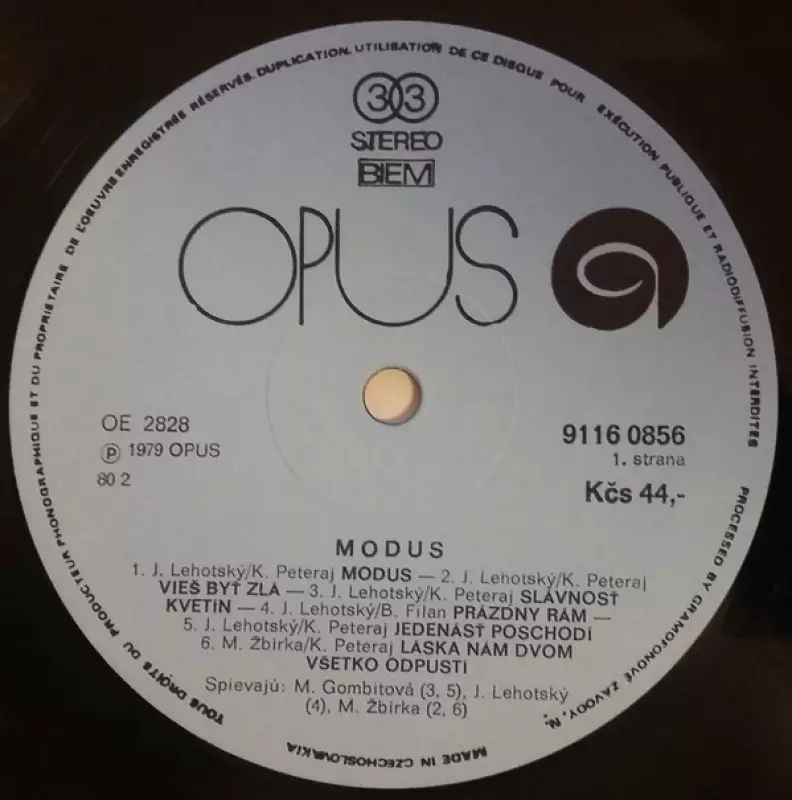 33
STEREO
BIEM
OPUS
OE 2828
Ⓟ 1979 OPUS
80 2
9116 0856
1. strana
Kčs 44,-
MODUS
1. J. Lehotský/K. Peteraj MODUS — 2. J. Lehotský/K. Peteraj
VIEŠ BYŤ ZLÁ — 3. J. Lehotský/K. Peteraj SLÁVNOSŤ
KVETÍN — 4. J. Lehotský/B. Filan PRÁZDNY RÁM —
5. J. Lehotský/K. Peteraj JEDENÁSŤ POSCHODÍ
6. M. Žbirka/K. Peteraj LÁSKA NÁM DVOM
VŠETKO ODPUSTÍ
Spievajú: M. Gombitová (3, 5), J. Lehotský
(4), M. Žbirka (2, 6)
TOUS DROITS DU PRODUCTEUR PHONOGRAPHIQUE ET DU PROPRIÉTAIRE DE L'OEUVRE ENREGISTRÉE RÉSERVÉS. DUPLICATION, UTILISATION DE CE DISQUE POUR EXÉCUTION PUBLIQUE ET RADIODIFFUSION INTERDITES
PROCESSED BY GRAMOFONOVÉ ZÁVODY, N.
MADE IN CZECHOSLOVAKIA